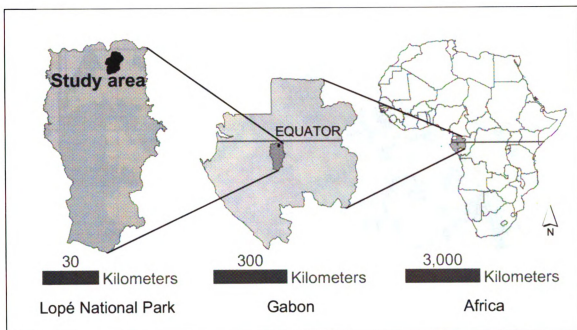 Study area
EQUATOR
N
30
Kilometers
300
Kilometers
3,000
Kilometers
Lopé National Park
Gabon
Africa